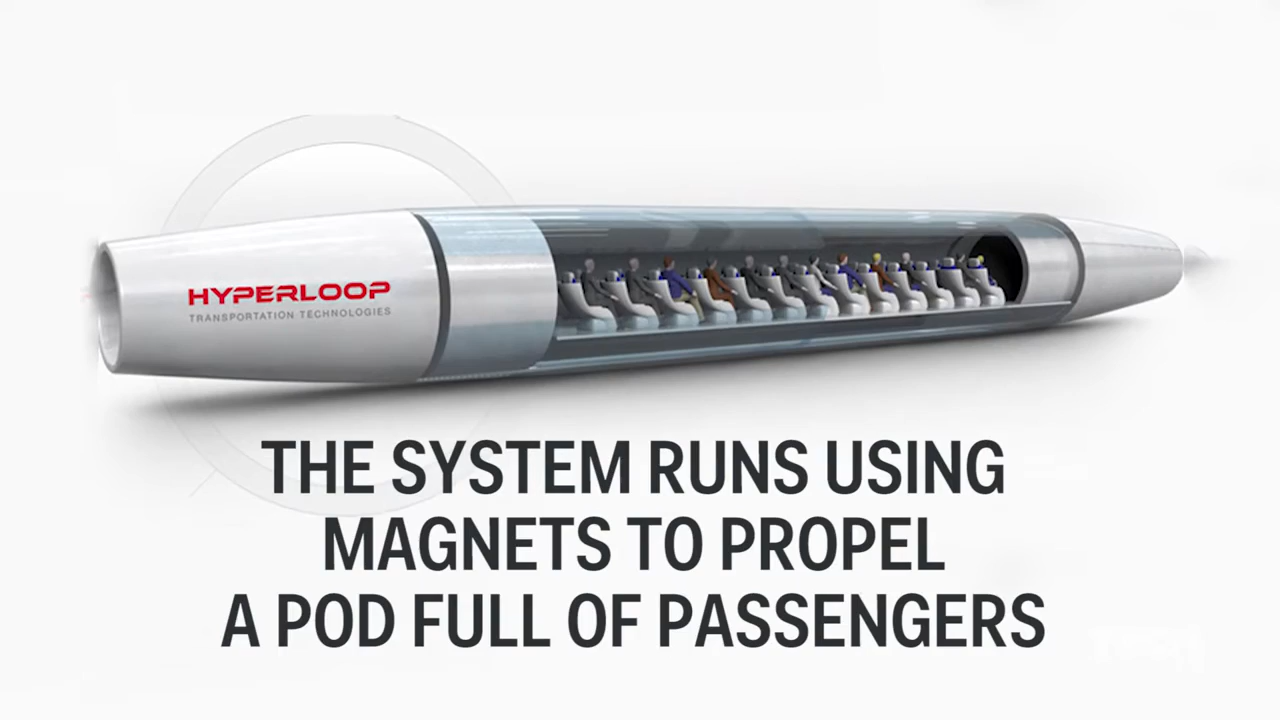 HYPERLOOP
TRANSPORTATION TECHNOLOGIES
THE SYSTEM RUNS USING
MAGNETS TO PROPEL
A POD FULL OF PASSENGERS